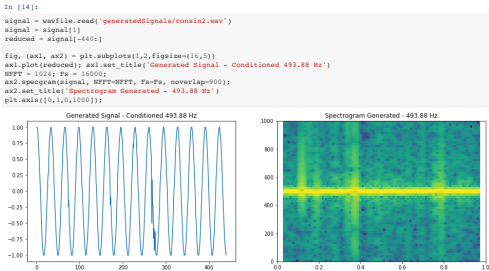 In [14]:
signal = wavfile.read('generatedSignals/consin2.wav')
signal = signal[1]
reduced = signal[-440:]
fig, (ax1, ax2) = plt.subplots(1,2,figsize=(16,5))
ax1.plot(reduced); ax1.set_title('Generated Signal - Conditioned 493.88 Hz')
NFFT = 1024; Fs = 16000;
ax2.specgram(signal, NFFT=NFFT, Fs=Fs, noverlap=900);
ax2.set_title('Spectrogram Generated - 493.88 Hz')
plt.axis([0,1,0,1000]);
Generated Signal - Conditioned 493.88 Hz
1.00
0.75
0.50
0.25
0.00
−0.25
−0.50
−0.75
−1.00
0 100 200 300 400
Spectrogram Generated - 493.88 Hz
1000
800
600
400
200
0
0.0 0.2 0.4 0.6 0.8 1.0